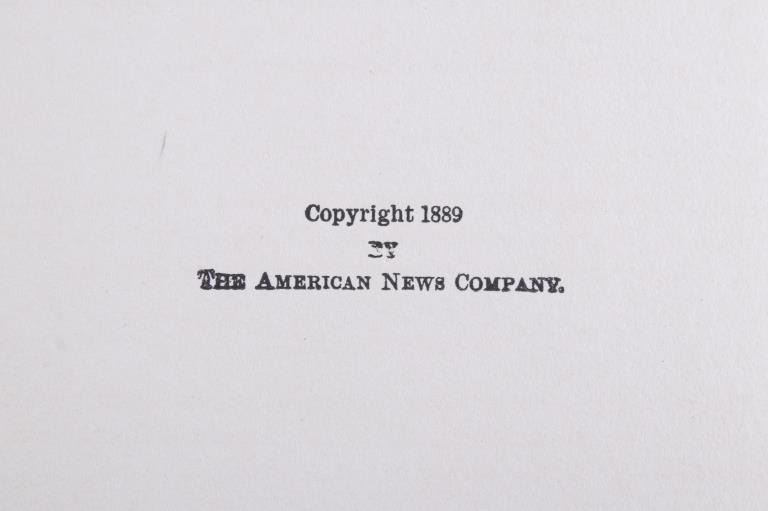 Copyright 1889
BY
THE AMERICAN NEWS COMPANY.